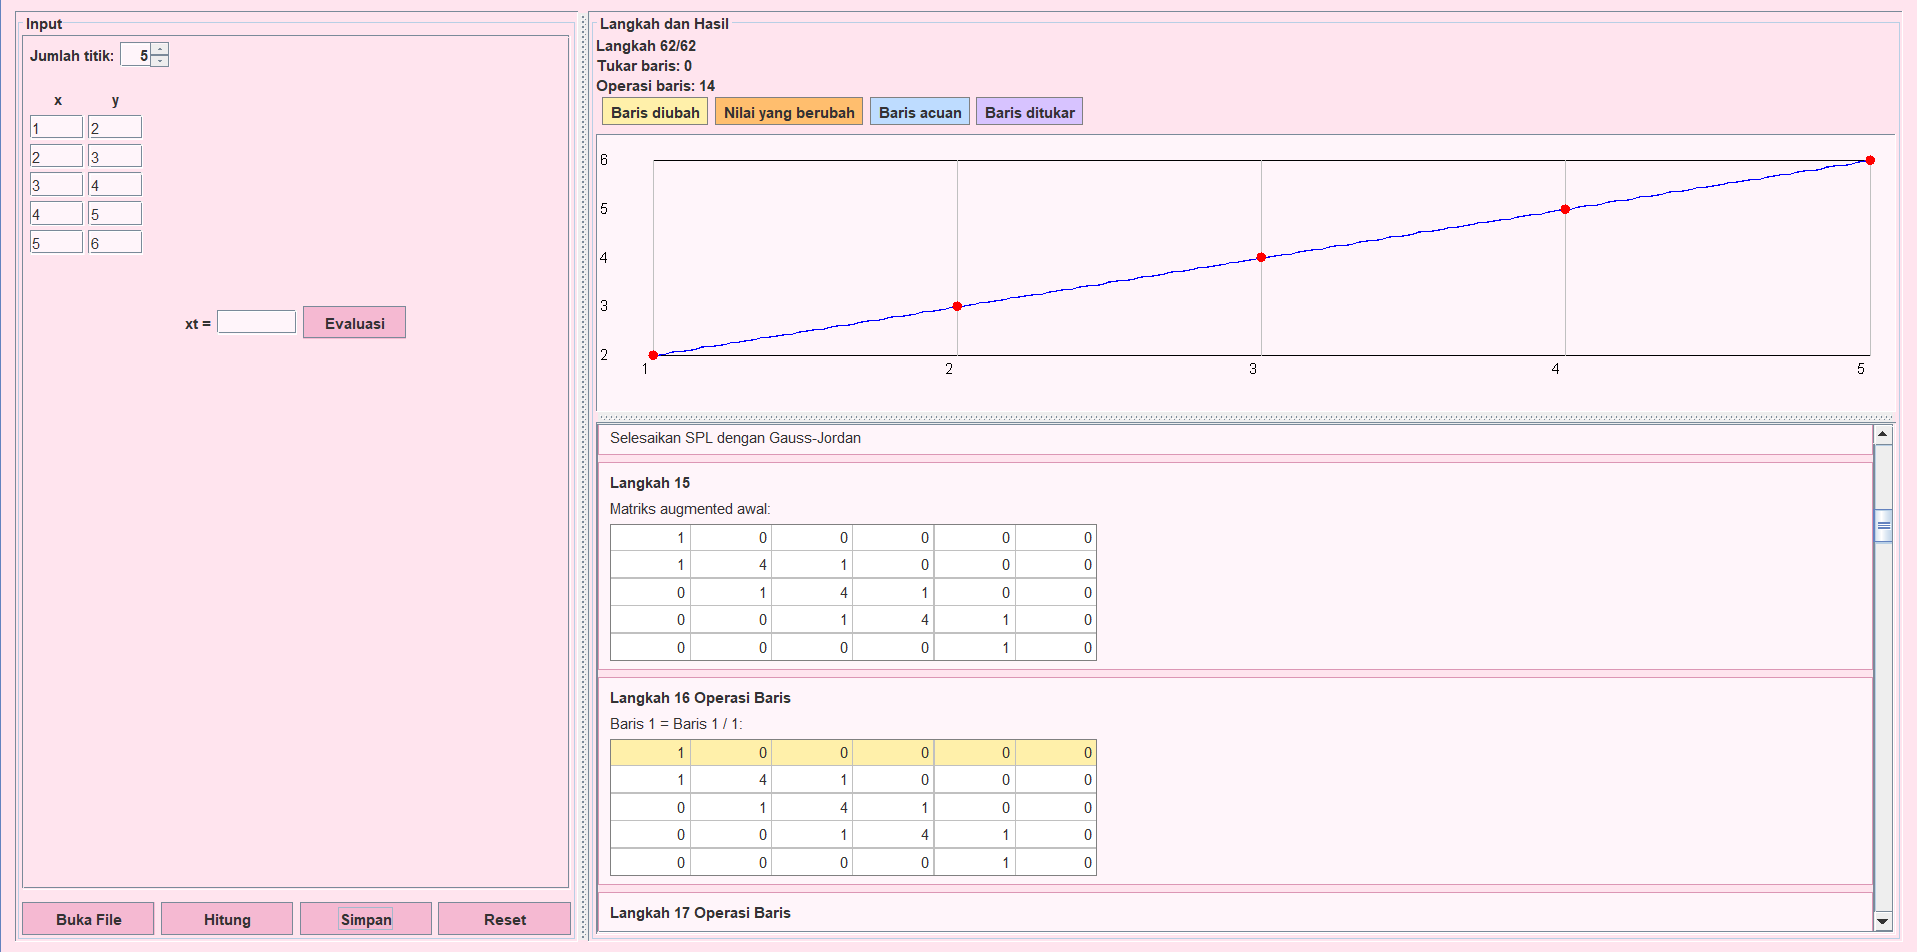 Input
Jumlah titik: 5
x y
1 2
2 3
3 4
4 5
5 6
xt = Evaluasi
Buka File Hitung Simpan Reset
Langkah dan Hasil
Langkah 62/62
Tukar baris: 0
Operasi baris: 14
Baris diubah Nilai yang berubah Baris acuan Baris ditukar
6
5
4
3
2
1 2 3 4 5
Selesaikan SPL dengan Gauss-Jordan
Langkah 15
Matriks augmented awal:
1 0 0 0 0 0
1 4 1 0 0 0
0 1 4 1 0 0
0 0 1 4 1 0
0 0 0 0 1 0
Langkah 16 Operasi Baris
Baris 1 = Baris 1 / 1:
1 0 0 0 0 0
1 4 1 0 0 0
0 1 4 1 0 0
0 0 1 4 1 0
0 0 0 0 1 0
Langkah 17 Operasi Baris